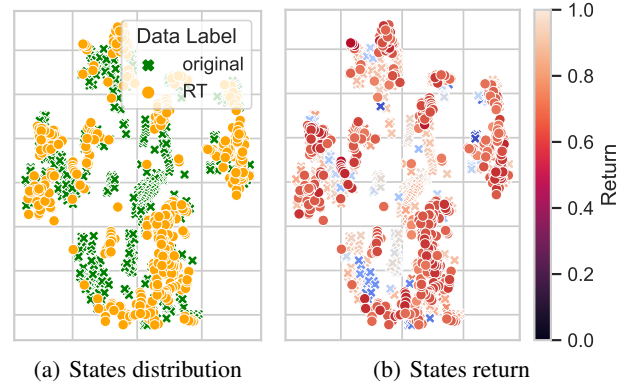 Data Label
original
RT
1.0
0.8
0.6
0.4
0.2
0.0
Return
(a) States distribution
(b) States return